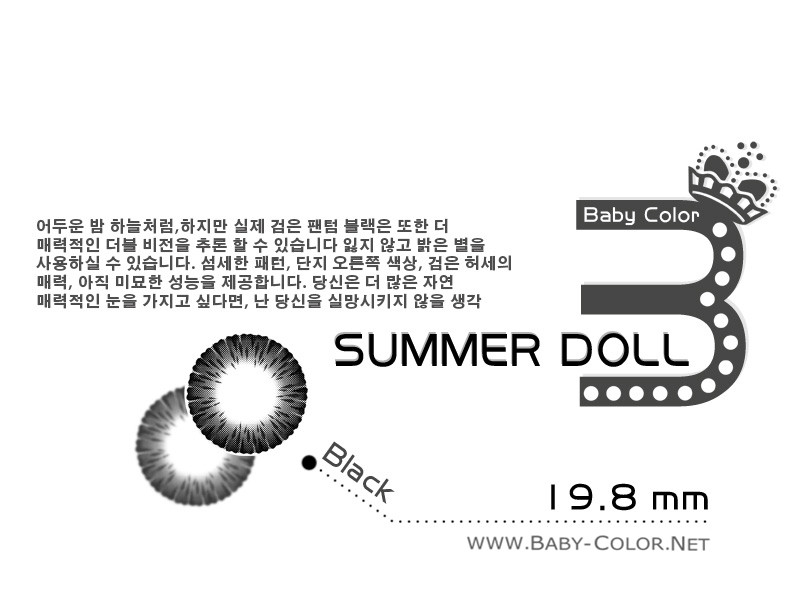 Baby Color
3
어두운 밤 하늘처럼,하지만 실제 검은 팬텀 블랙은 또한 더
매력적인 더블 비전을 추론 할 수 있습니다 잃지 않고 밝은 별을
사용하실 수 있습니다. 섬세한 패턴, 단지 오른쪽 색상, 검은 허세의
매력, 아직 미묘한 성능을 제공합니다. 당신은 더 많은 자연
매력적인 눈을 가지고 싶다면, 난 당신을 실망시키지 않을 생각
SUMMER DOLL
Black
19.8 mm
WWW.BABY-COLOR.NET